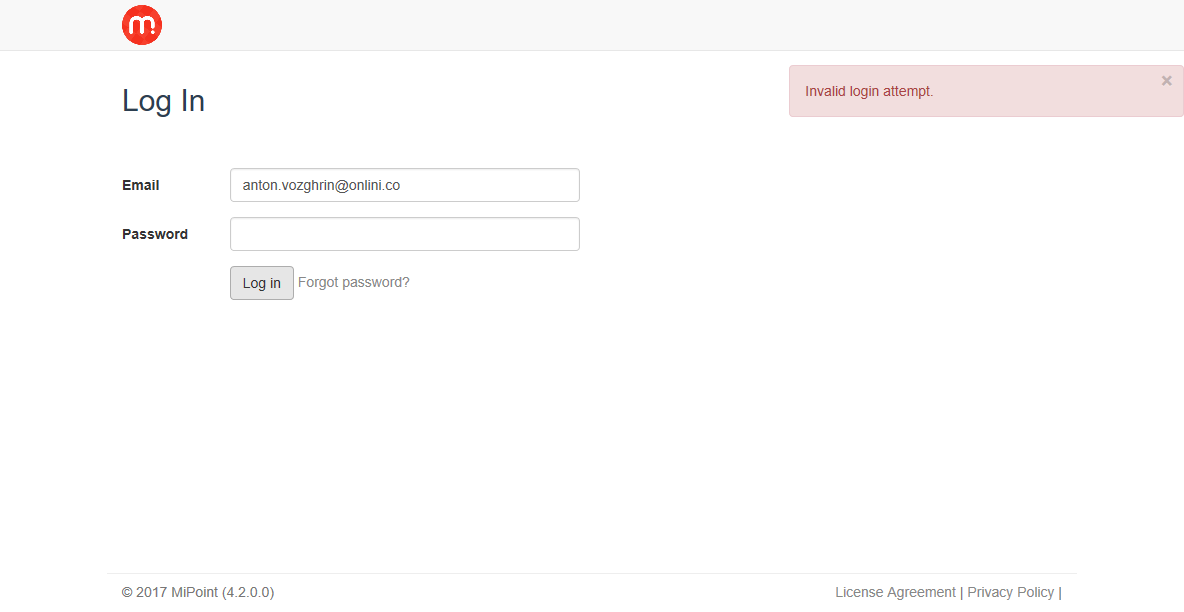 m.
Log In
Invalid login attempt.
×
Email anton.vozghrin@onlini.co
Password
Log in Forgot password?
© 2017 MiPoint (4.2.0.0) License Agreement | Privacy Policy |